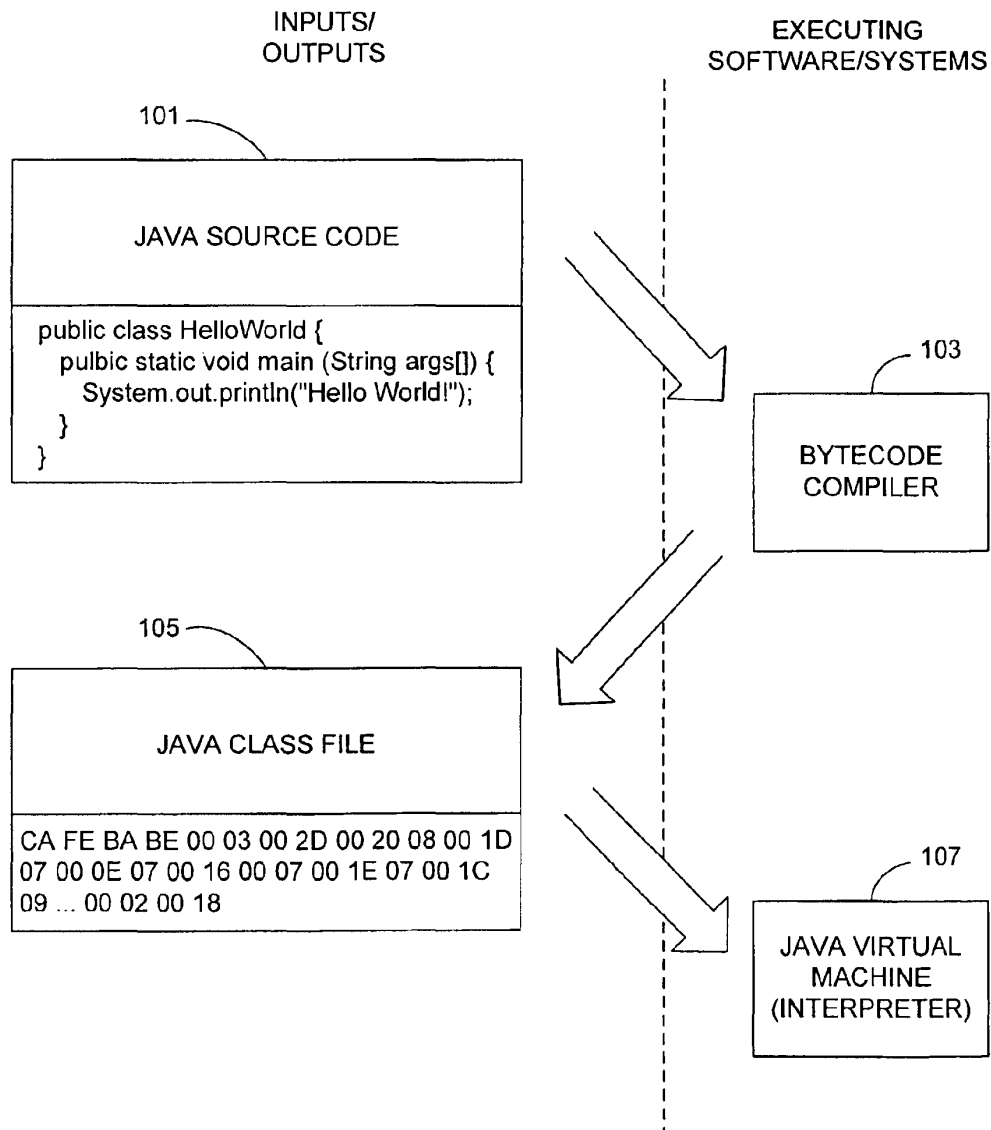 INPUTS/
OUTPUTS
EXECUTING
SOFTWARE/SYSTEMS
101
JAVA SOURCE CODE
public class HelloWorld {
pulbic static void main (String args[]) {
System.out.println("Hello World!");
}
}
103
BYTECODE
COMPILER
105
JAVA CLASS FILE
CA FE BA BE 00 03 00 2D 00 20 08 00 1D
07 00 0E 07 00 16 00 07 00 1E 07 00 1C
09 ... 00 02 00 18
107
JAVA VIRTUAL
MACHINE
(INTERPRETER)